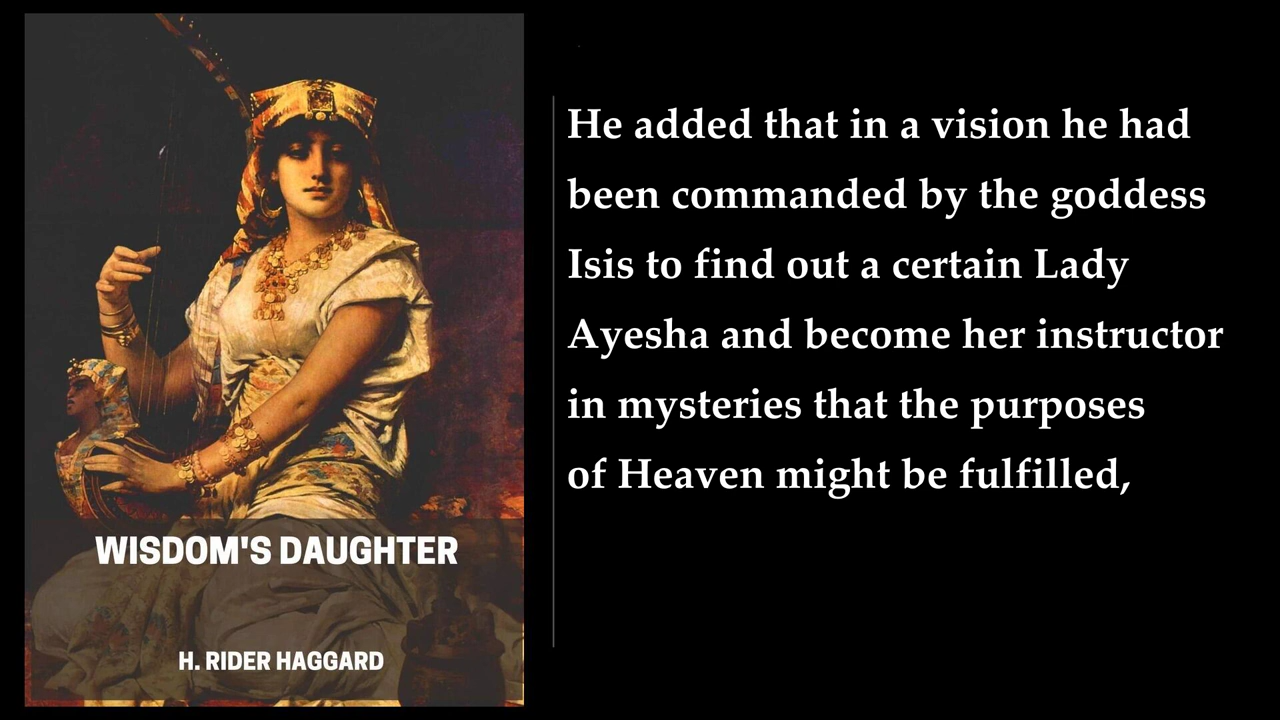 WISDOM'S DAUGHTER
H. RIDER HAGGARD
He added that in a vision he had
been commanded by the goddess
Isis to find out a certain Lady
Ayesha and become her instructor
in mysteries that the purposes
of Heaven might be fulfilled,